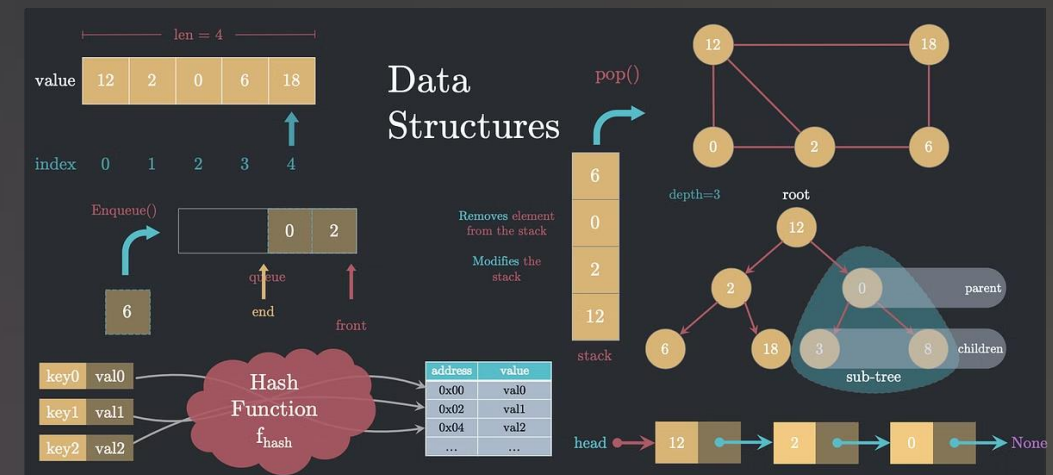 len = 4
value 12 2 0 6 18
index 0 1 2 3 4
Data
Structures
Enqueue()
6
0 2
queue
end
front
pop()
6
0
2
12
stack
Removes element
from the stack
Modifies the
stack
12 18
0 2 6
depth=3
root
12
2 0 parent
6 18 3 8 children
sub-tree
key0 val0
key1 val1
key2 val2
Hash
Function
fhash
address value
0x00 val0
0x02 val1
0x04 val2
... ...
head 12 2 0 None